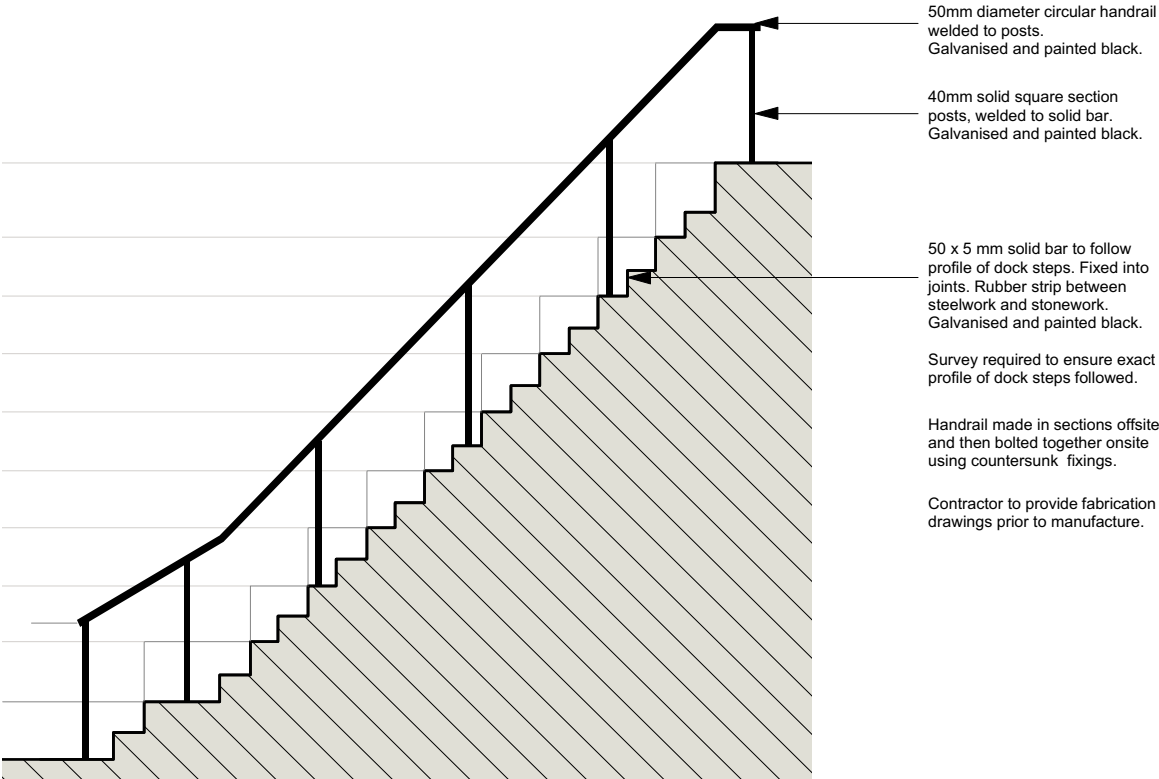 50mm diameter circular handrail
welded to posts.
Galvanised and painted black.
40mm solid square section
posts, welded to solid bar.
Galvanised and painted black.
50 x 5 mm solid bar to follow
profile of dock steps. Fixed into
joints. Rubber strip between
steelwork and stonework.
Galvanised and painted black.
Survey required to ensure exact
profile of dock steps followed.
Handrail made in sections offsite
and then bolted together onsite
using countersunk fixings.
Contractor to provide fabrication
drawings prior to manufacture.